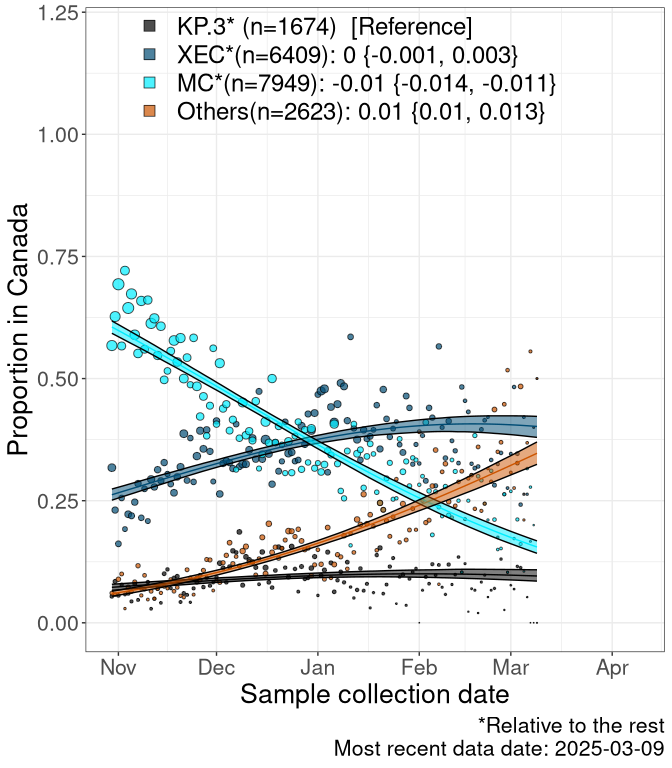 KP.3* (n=1674)  [Reference]
XEC*(n=6409): 0 {-0.001, 0.003}
MC*(n=7949): -0.01 {-0.014, -0.011}
Others(n=2623): 0.01 {0.01, 0.013}
Proportion in Canada
1.25
1.00
0.75
0.50
0.25
0.00
Nov Dec Jan Feb Mar Apr
Sample collection date
*Relative to the rest
Most recent data date: 2025-03-09